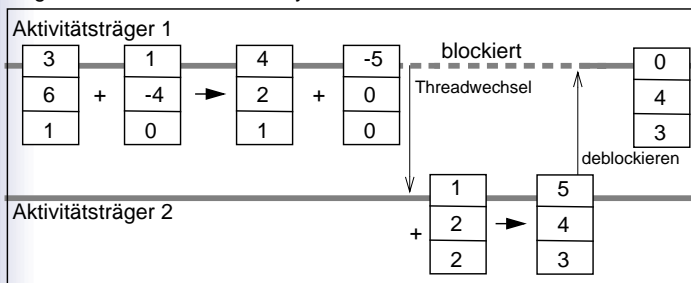 Aktivitätsträger 1
3 1 4 -5 blockiert 0
6 + -4 2 + 0 Threadwechsel 4
1 0 1 0 3
deblockieren
1 5
Aktivitätsträger 2
+ 2 4
2 3